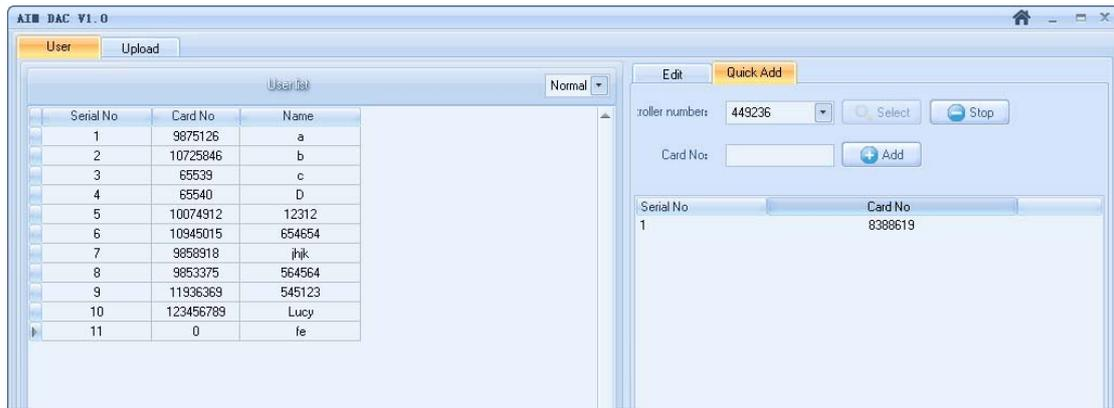 AIM DAC V1.0
User Upload
User list Normal
Serial No Card No Name
1 9875126 a
2 10725846 b
3 65539 c
4 65540 D
5 10074912 12312
6 10945015 654654
7 9858918 jhjk
8 9853375 564564
9 11936369 545123
10 123456789 Lucy
11 0 fe
Edit Quick Add
roller number: 449236 Select Stop
Card No: Add
Serial No Card No
1 8388619